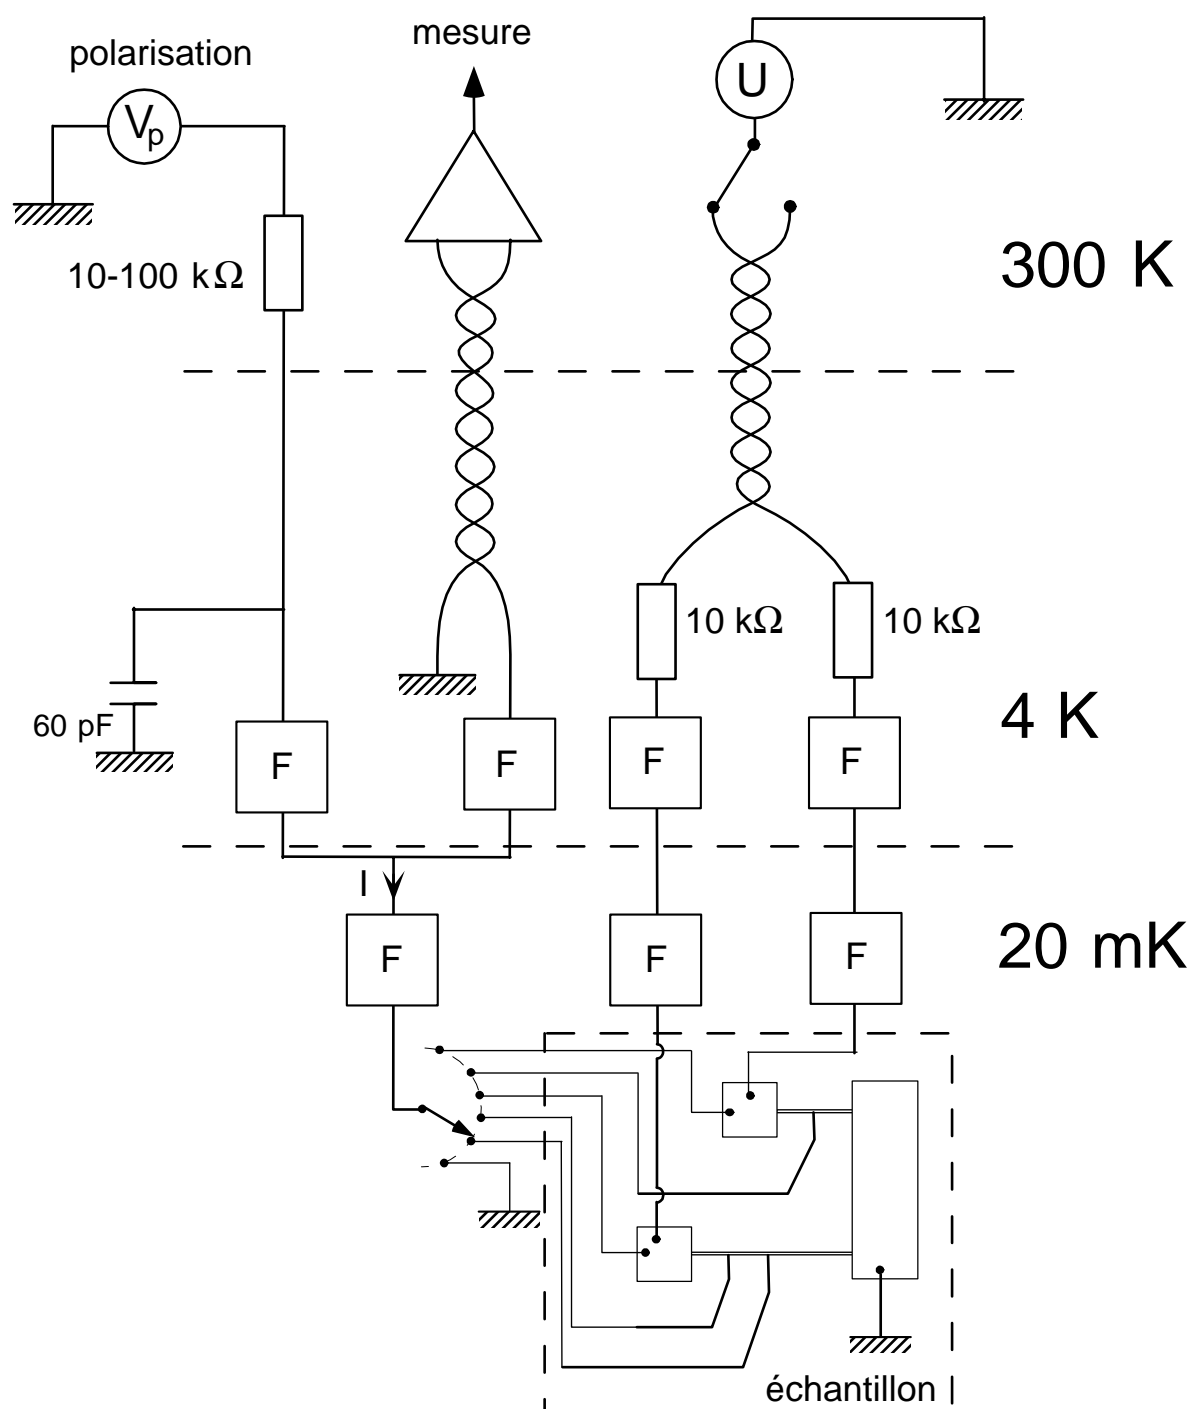 polarisation
mesure
Vp
U
10-100 kΩ
300 K
10 kΩ
10 kΩ
60 pF
4 K
F
F
F
F
I
20 mK
F
F
F
échantillon